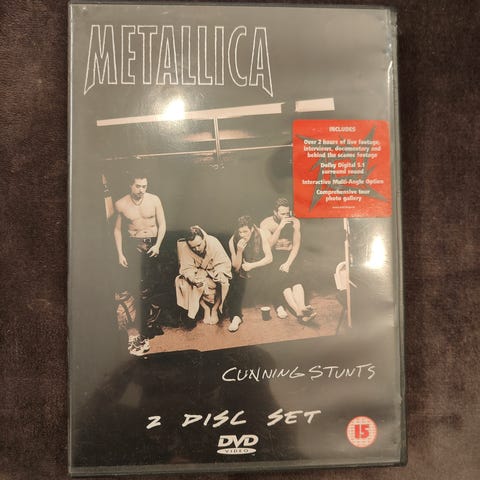 METALLICA
INCLUDES
Over 2 hours of live footage,
interviews, documentary and
behind the scenes footage
Dolby Digital 5.1
surround sound
Interactive Multi-Angle Option
Comprehensive tour
photo gallery
CUNNING STUNTS
2 DISC SET
DVD
VIDEO
15